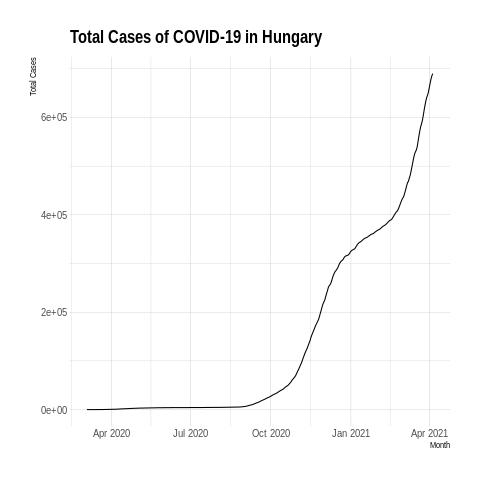 Total Cases of COVID-19 in Hungary
Total Cases
6e+05
4e+05
2e+05
0e+00
Apr 2020 Jul 2020 Oct 2020 Jan 2021 Apr 2021
Month